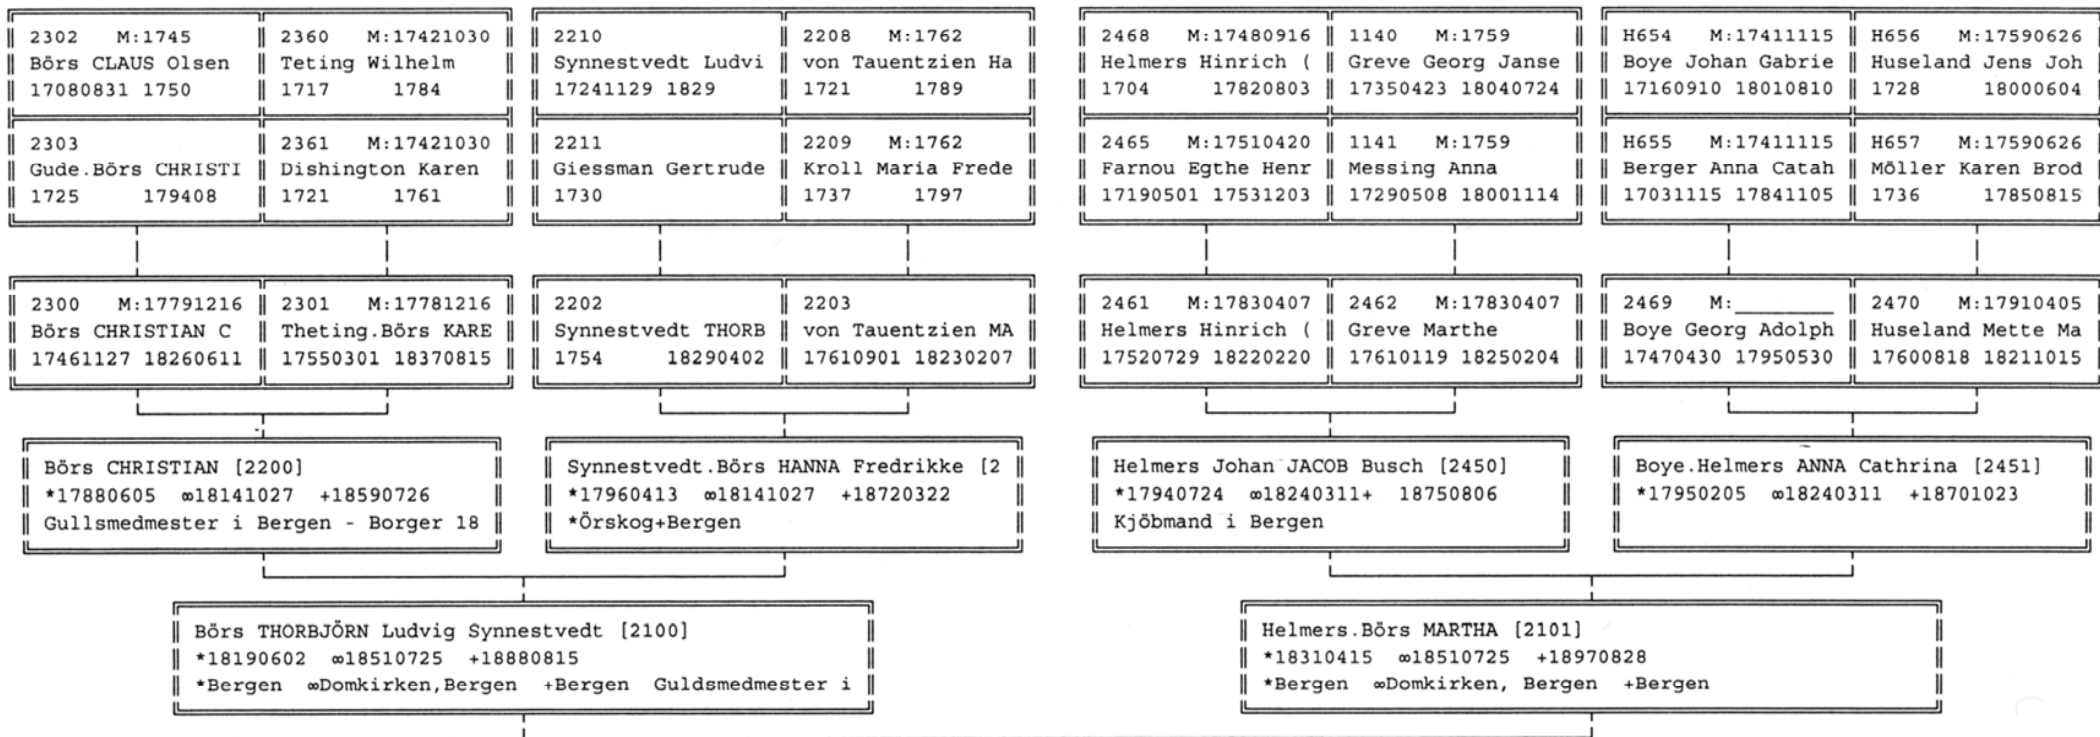 2302 M:1745
Börs CLAUS Olsen
17080831 1750
2360 M:17421030
Teting Wilhelm
1717 1784
2210
Synnestvedt Ludvi
17241129 1829
2208 M:1762
von Tauentzien Ha
1721 1789
2468 M:17480916
Helmers Hinrich (
1704 17820803
1140 M:1759
Greve Georg Janse
17350423 18040724
H654 M:17411115
Boye Johan Gabrie
17160910 18010810
H656 M:17590626
Huseland Jens Joh
1728 18000604
2303
Gude.Börs CHRISTI
1725 179408
2361 M:17421030
Dishington Karen
1721 1761
2211
Giessman Gertrude
1730
2209 M:1762
Kroll Maria Frede
1737 1797
2465 M:17510420
Farnou Egthe Henr
17190501 17531203
1141 M:1759
Messing Anna
17290508 18001114
H655 M:17411115
Berger Anna Catah
17031115 17841105
H657 M:17590626
Möller Karen Brod
1736 17850815
2300 M:17791216
Börs CHRISTIAN C
17461127 18260611
2301 M:17781216
Theting.Börs KARE
17550301 18370815
2202
Synnestvedt THORB
1754 18290402
2203
von Tauentzien MA
17610901 18230207
2461 M:17830407
Helmers Hinrich (
17520729 18220220
2462 M:17830407
Greve Marthe
17610119 18250204
2469 M:________
Boye Georg Adolph
17470430 17950530
2470 M:17910405
Huseland Mette Ma
17600818 18211015
Börs CHRISTIAN [2200]
*17880605 ∞18141027 +18590726
Gullsmedmester i Bergen - Borger 18
Synnestvedt.Börs HANNA Fredrikke [2
*17960413 ∞18141027 +18720322
*Örskog+Bergen
Helmers Johan JACOB Busch [2450]
*17940724 ∞18240311+ 18750806
Kjöbmand i Bergen
Boye.Helmers ANNA Cathrina [2451]
*17950205 ∞18240311 +18701023
Börs THORBJÖRN Ludvig Synnestvedt [2100]
*18190602 ∞18510725 +18880815
*Bergen ∞Domkirken,Bergen +Bergen Guldsmedmester i
Helmers.Börs MARTHA [2101]
*18310415 ∞18510725 +18970828
*Bergen ∞Domkirken, Bergen +Bergen